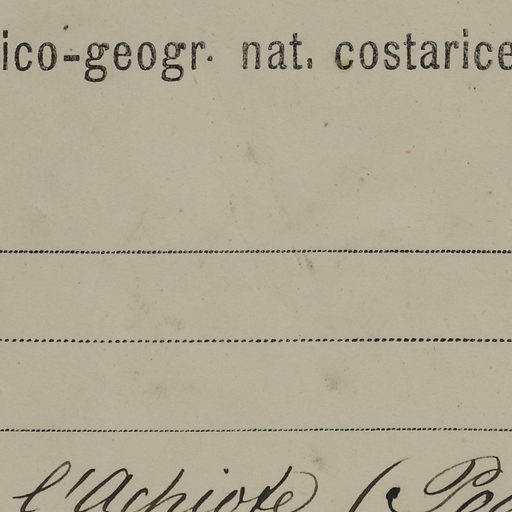 ico-geogr. nat. costarice
l'Achiote (